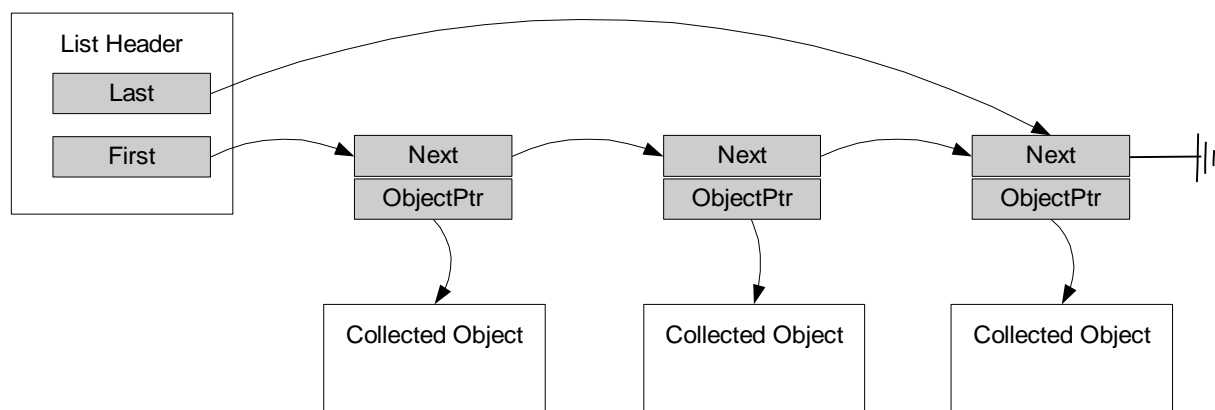 List Header
Last
First
Next
Next
Next
ObjectPtr
ObjectPtr
ObjectPtr
Collected Object
Collected Object
Collected Object